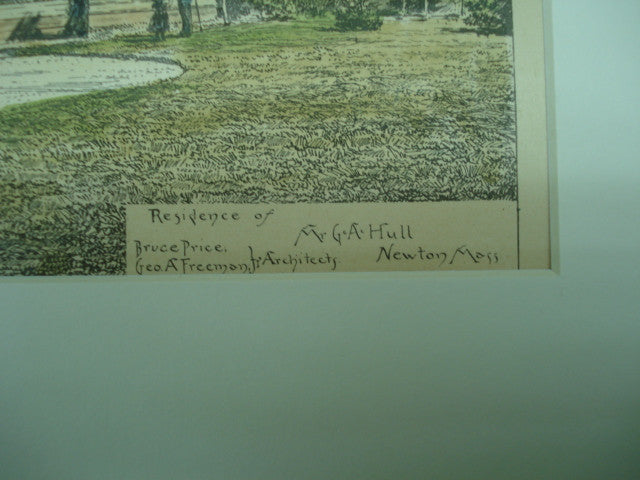 Residence of
Mr G. A. Hull
Bruce Price,
Geo. A Freeman, Jr } Architects.
Newton Mass